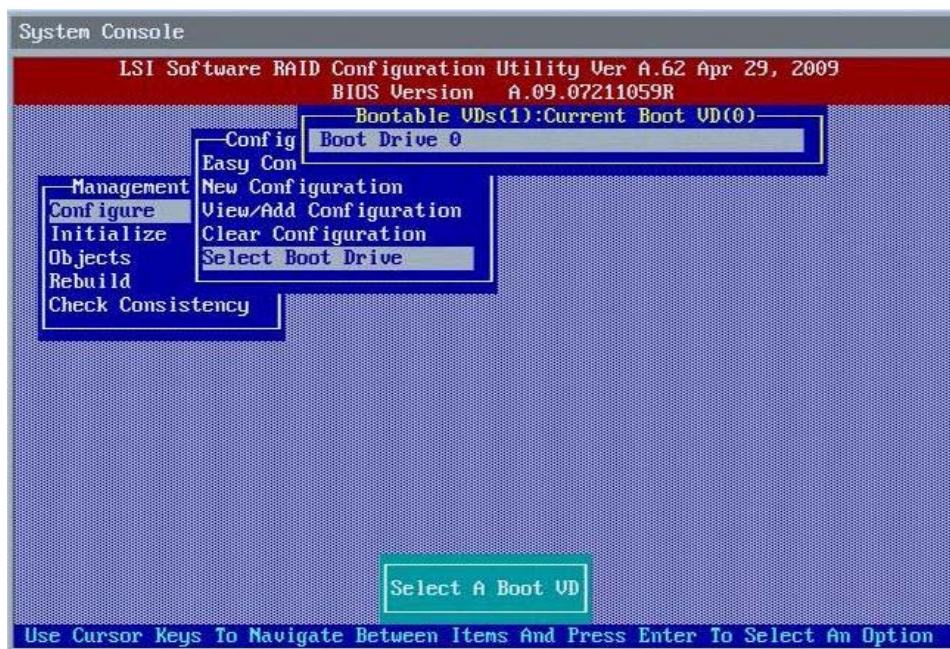 System Console
LSI Software RAID Configuration Utility Ver A.62 Apr 29, 2009
BIOS Version A.09.07211059R
Bootable VDs(1):Current Boot VD(0)
Boot Drive 0
Config
Easy Con
New Configuration
View/Add Configuration
Clear Configuration
Select Boot Drive
Management
Configure
Initialize
Objects
Rebuild
Check Consistency
Select A Boot VD
Use Cursor Keys To Navigate Between Items And Press Enter To Select An Option